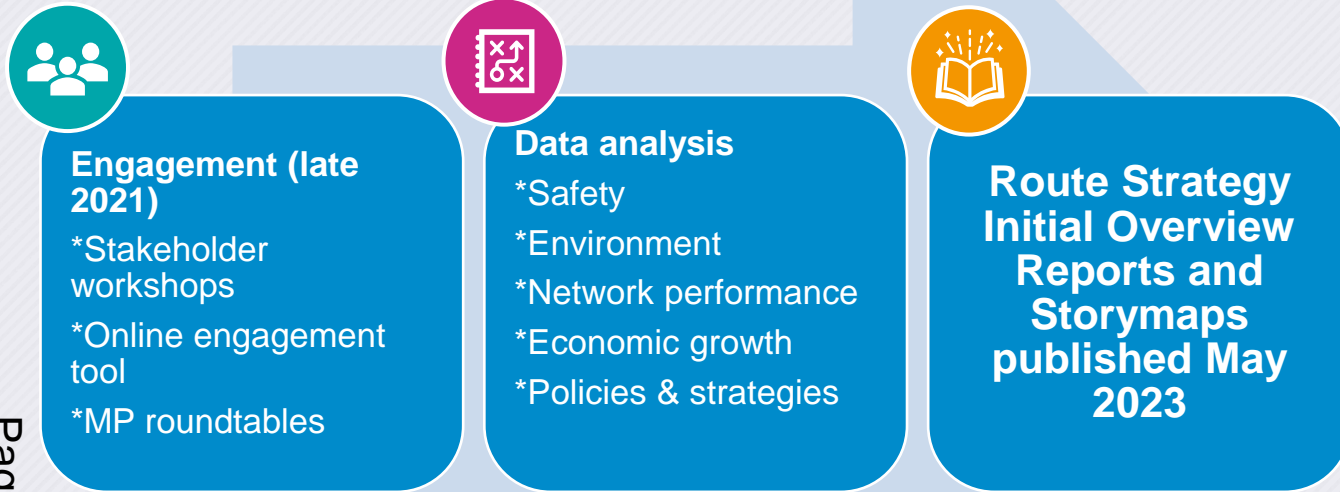 Engagement (late
2021)
*Stakeholder
workshops
*Online engagement
tool
*MP roundtables
Data analysis
*Safety
*Environment
*Network performance
*Economic growth
*Policies & strategies
Route Strategy
Initial Overview
Reports and
Storymaps
published May
2023
Pag